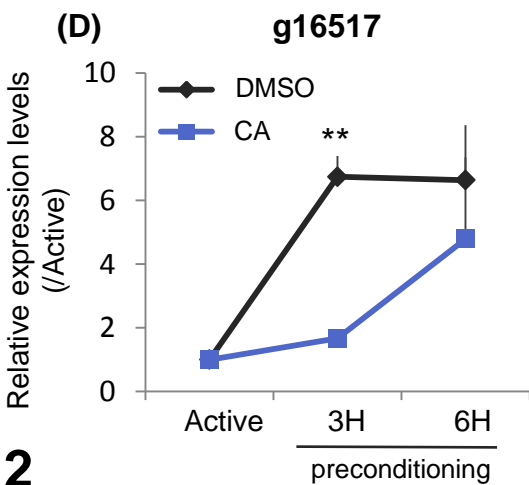 (D) g16517
Relative expression levels
(/Active)
10
8
6
4
2
0
DMSO
CA
**
Active 3H 6H
preconditioning
2